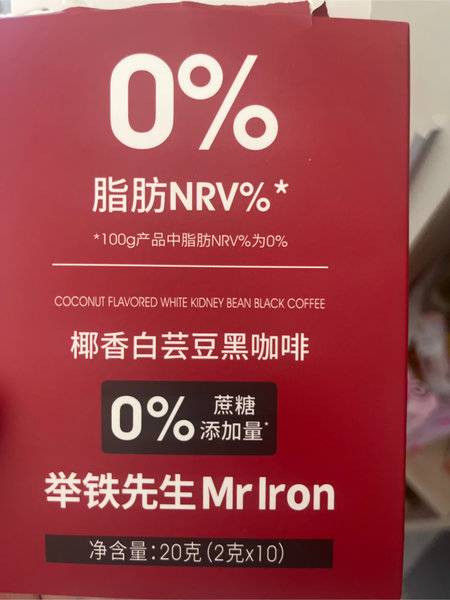 0%
脂肪NRV%*
*100g产品中脂肪NRV%为0%
COCONUT FLAVORED WHITE KIDNEY BEAN BLACK COFFEE
椰香白芸豆黑咖啡
0% 蔗糖
添加量*
举铁先生 Mr Iron
净含量:20克(2克x10)